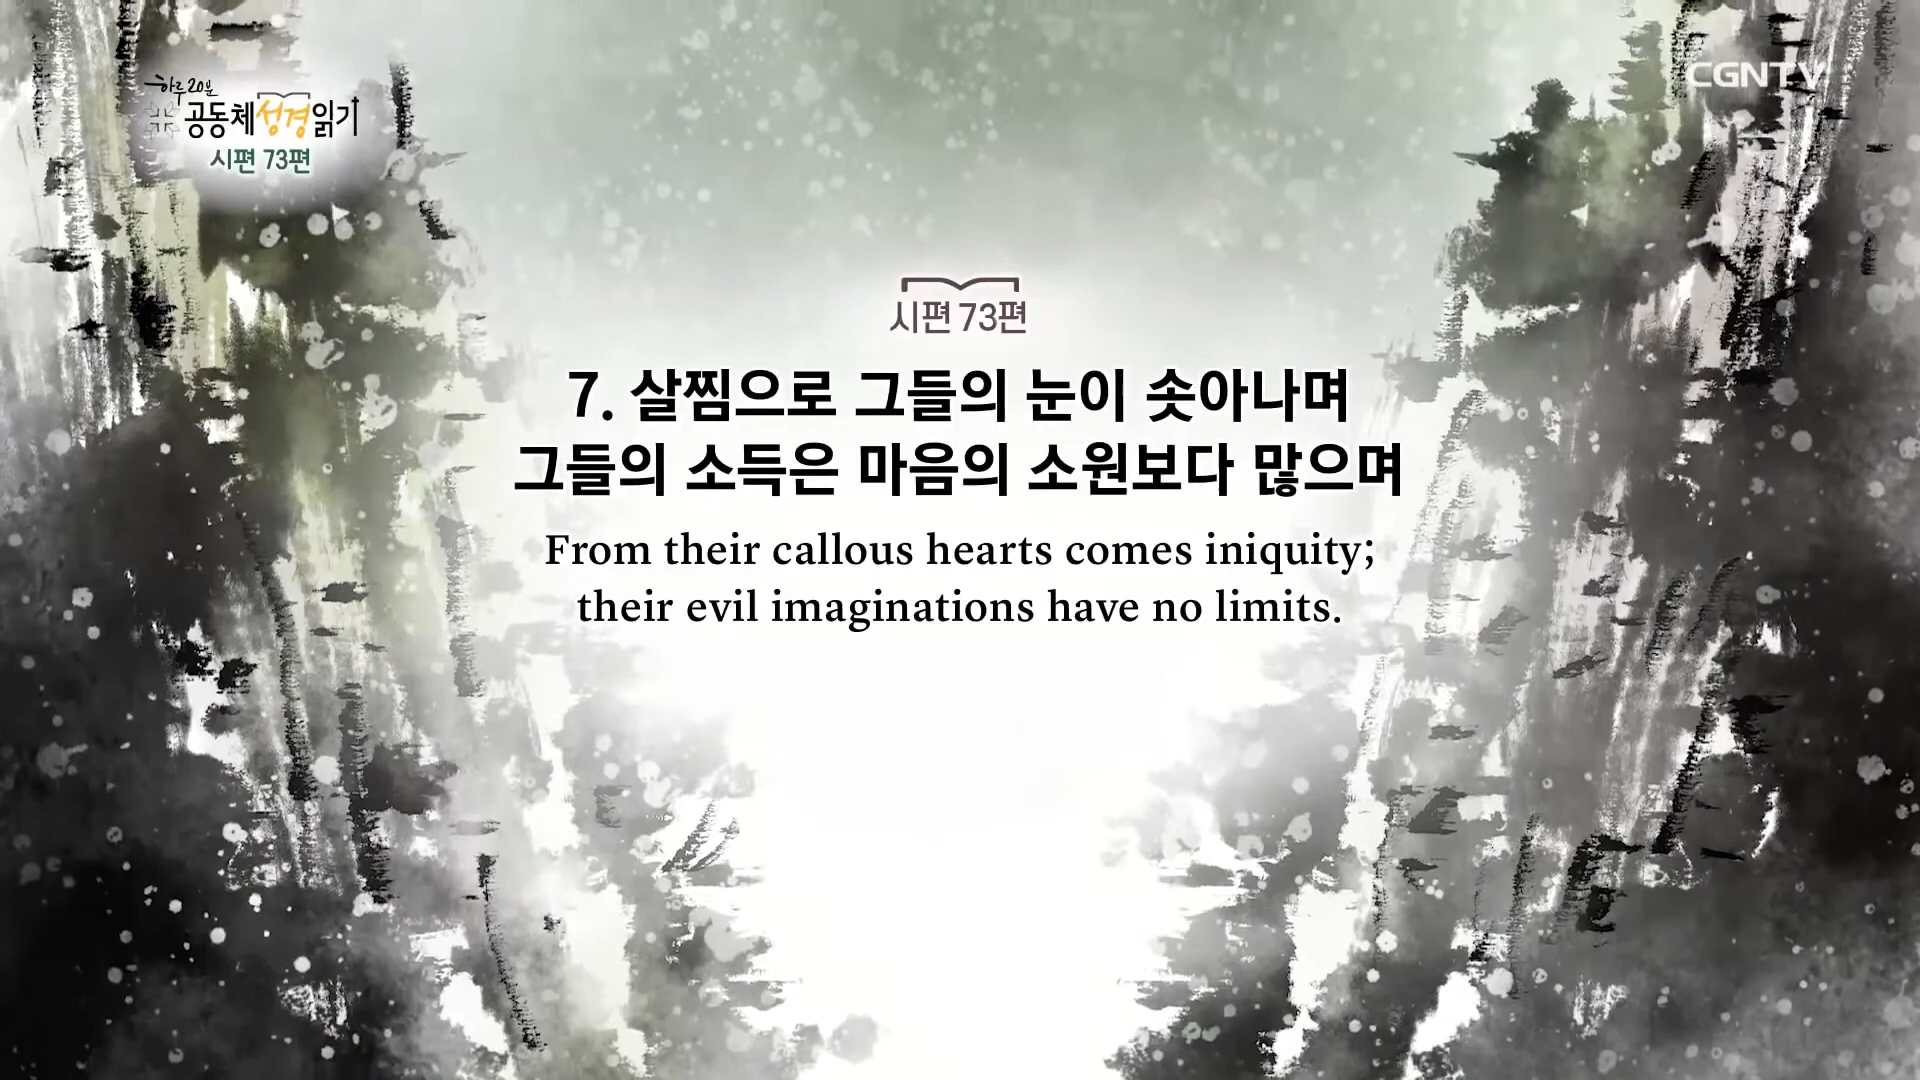 하루 20분
공동체성경읽기
시편 73편
CGNTV
시편 73편
7. 살찜으로 그들의 눈이 솟아나며
그들의 소득은 마음의 소원보다 많으며
From their callous hearts comes iniquity;
their evil imaginations have no limits.